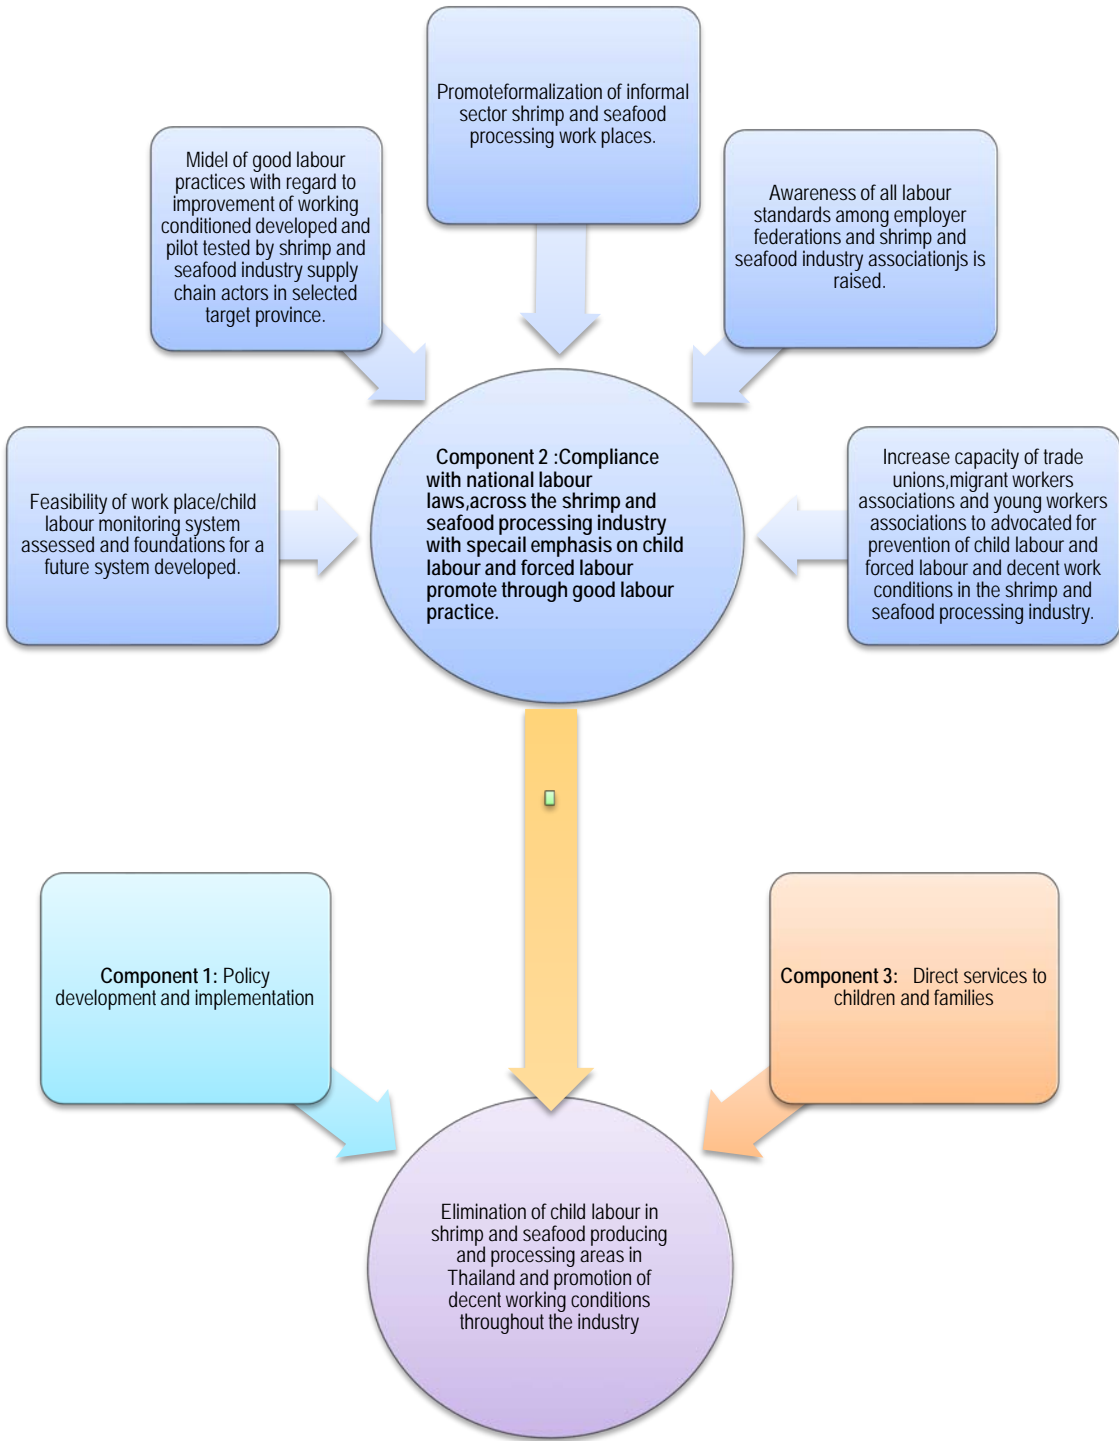 Promoteformalization of informal
sector shrimp and seafood
processing work places.
Midel of good labour
practices with regard to
improvement of working
conditioned developed and
pilot tested by shrimp and
seafood industry supply
chain actors in selected
target province.
Awareness of all labour
standards among employer
federations and shrimp and
seafood industry associationjs is
raised.
Feasibility of work place/child
labour monitoring system
assessed and foundations for a
future system developed.
Component 2 :Compliance
with national labour
laws,across the shrimp and
seafood processing industry
with specail emphasis on child
labour and forced labour
promote through good labour
practice.
Increase capacity of trade
unions,migrant workers
associations and young workers
associations to advocated for
prevention of child labour and
forced labour and decent work
conditions in the shrimp and
seafood processing industry.
Component 1: Policy
development and implementation
Component 3: Direct services to
children and families
Elimination of child labour in
shrimp and seafood producing
and processing areas in
Thailand and promotion of
decent working conditions
throughout the industry